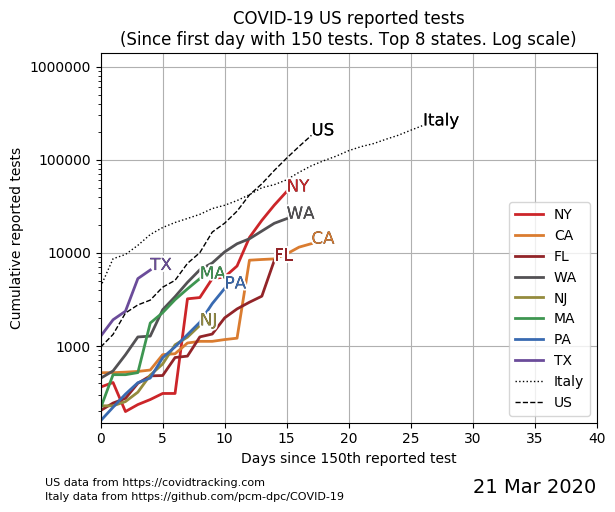 COVID-19 US reported tests
(Since first day with 150 tests. Top 8 states. Log scale)
1000000
100000
10000
1000
Cumulative reported tests
US
Italy
NY
WA
CA
FL
TX
MA
PA
NJ
NY
CA
FL
WA
NJ
MA
PA
TX
Italy
US
0 5 10 15 20 25 30 35 40
Days since 150th reported test
US data from https://covidtracking.com
Italy data from https://github.com/pcm-dpc/COVID-19
21 Mar 2020